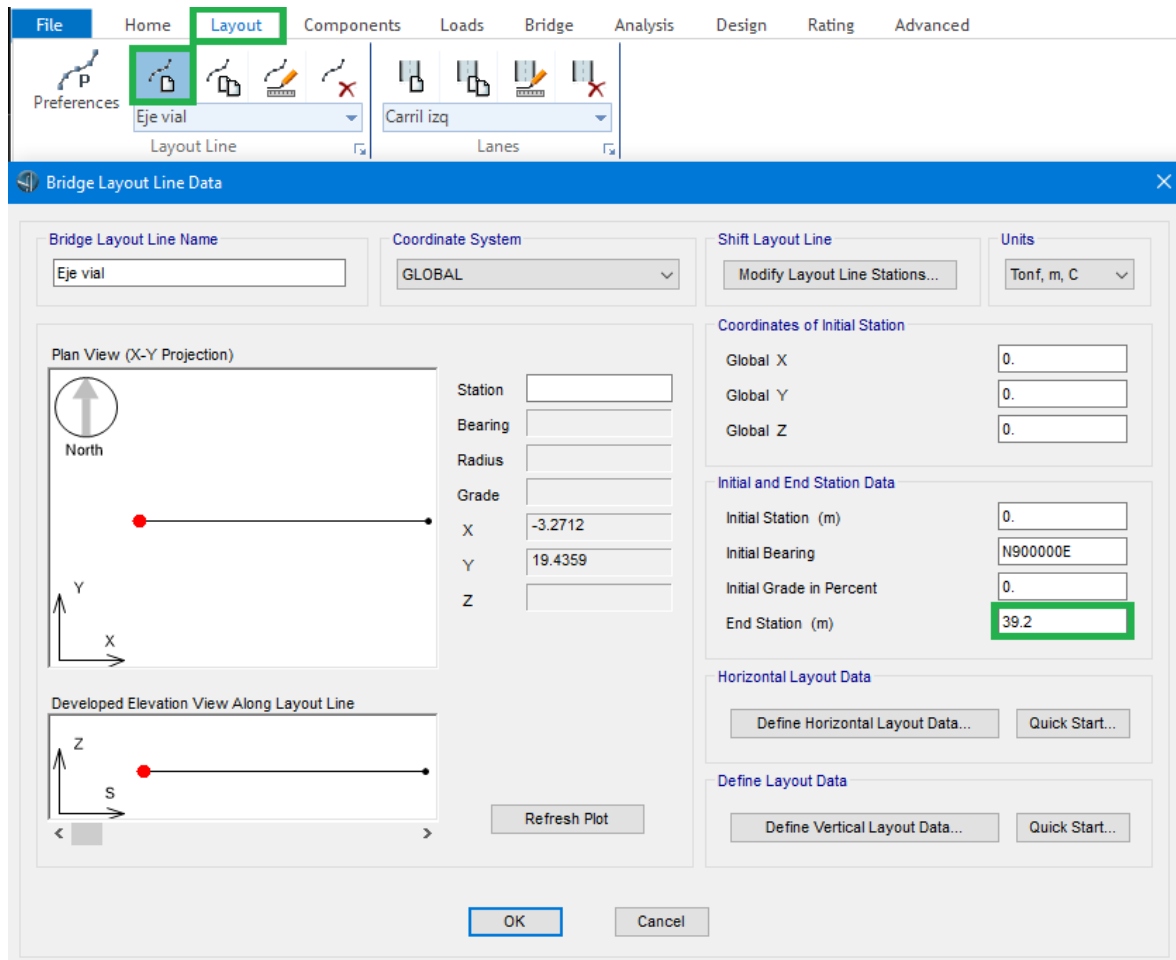 File Home Layout Components Loads Bridge Analysis Design Rating Advanced
P
Preferences
Eye vial
Carril izq
Layout Line
Lanes
Bridge Layout Line Data
Bridge Layout Line Name
Eje vial
Coordinate System
GLOBAL
Shift Layout Line
Modify Layout Line Stations...
Units
Tonf, m, C
Plan View (X-Y Projection)
North
Y
X
Station
Bearing
Radius
Grade
X -3.2712
Y 19.4359
Z
Coordinates of Initial Station
Global X 0.
Global Y 0.
Global Z 0.
Initial and End Station Data
Initial Station (m) 0.
Initial Bearing N900000E
Initial Grade in Percent 0.
End Station (m) 39.2
Developed Elevation View Along Layout Line
Z
S
Refresh Plot
Horizontal Layout Data
Define Horizontal Layout Data... Quick Start...
Define Layout Data
Define Vertical Layout Data... Quick Start...
OK Cancel